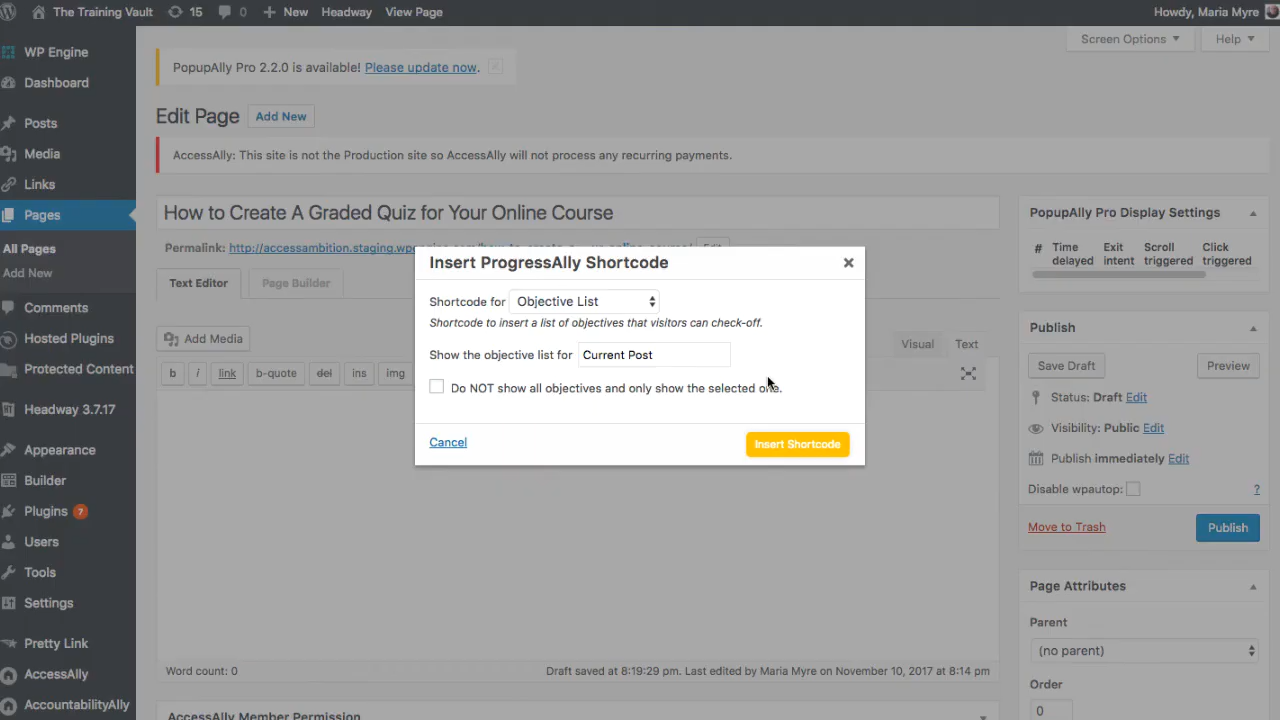 The Training Vault 15 0 New Headway View Page Howdy, Maria Myre
WP Engine
Dashboard
Posts
Media
Links
Pages
All Pages
Add New
Comments
Hosted Plugins
Protected Content
Headway 3.7.17
Appearance
Builder
Plugins 7
Users
Tools
Settings
Pretty Link
AccessAlly
AccountabilityAlly
Screen Options Help
PopupAlly Pro 2.2.0 is available! Please update now.
Edit Page Add New
AccessAlly: This site is not the Production site so AccessAlly will not process any recurring payments.
How to Create A Graded Quiz for Your Online Course
Permalink:
Text Editor Page Builder
Add Media
Visual Text
b i link b-quote del ins img
Insert ProgressAlly Shortcode
Shortcode for Objective List
Shortcode to insert a list of objectives that visitors can check-off.
Show the objective list for Current Post
Do NOT show all objectives and only show the selected one.
Cancel Insert Shortcode
Word count: 0 Draft saved at 8:19:29 pm. Last edited by Maria Myre on November 10, 2017 at 8:14 pm
AccessAlly Member Permission
PopupAlly Pro Display Settings
# Time delayed Exit intent Scroll triggered Click triggered
Publish
Save Draft Preview
Status: Draft Edit
Visibility: Public Edit
Publish immediately Edit
Disable wpautop: ?
Move to Trash Publish
Page Attributes
Parent
(no parent)
Order
0